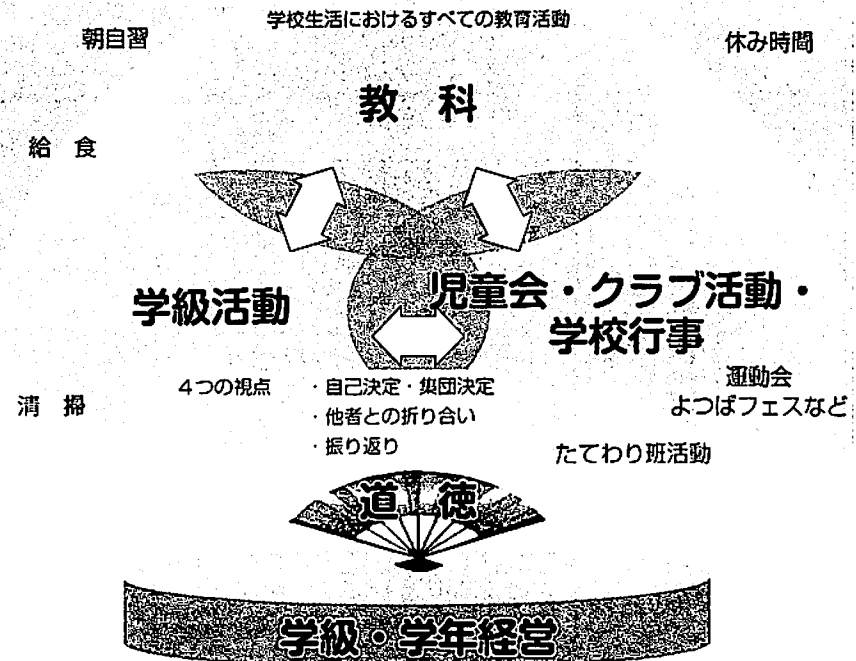 学校生活におけるすべての教育活動
朝自習
休み時間
教 科
給 食
学級活動
児童会・クラブ活動・
学校行事
4つの視点
・自己決定・集団決定
・他者との折り合い
・振り返り
運動会
よつばフェスなど
清 掃
たてわり班活動
道 徳
学級・学年経営